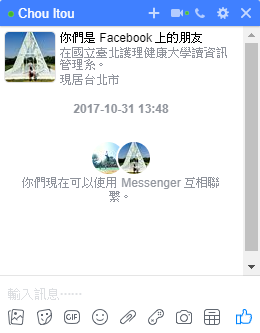 Chou Itou
你們是 Facebook 上的朋友
在國立臺北護理健康大學讀資訊
管理系。
現居台北市
2017-10-31 13:48
你們現在可以使用 Messenger 互相聯
繫。
輸入訊息......
GIF